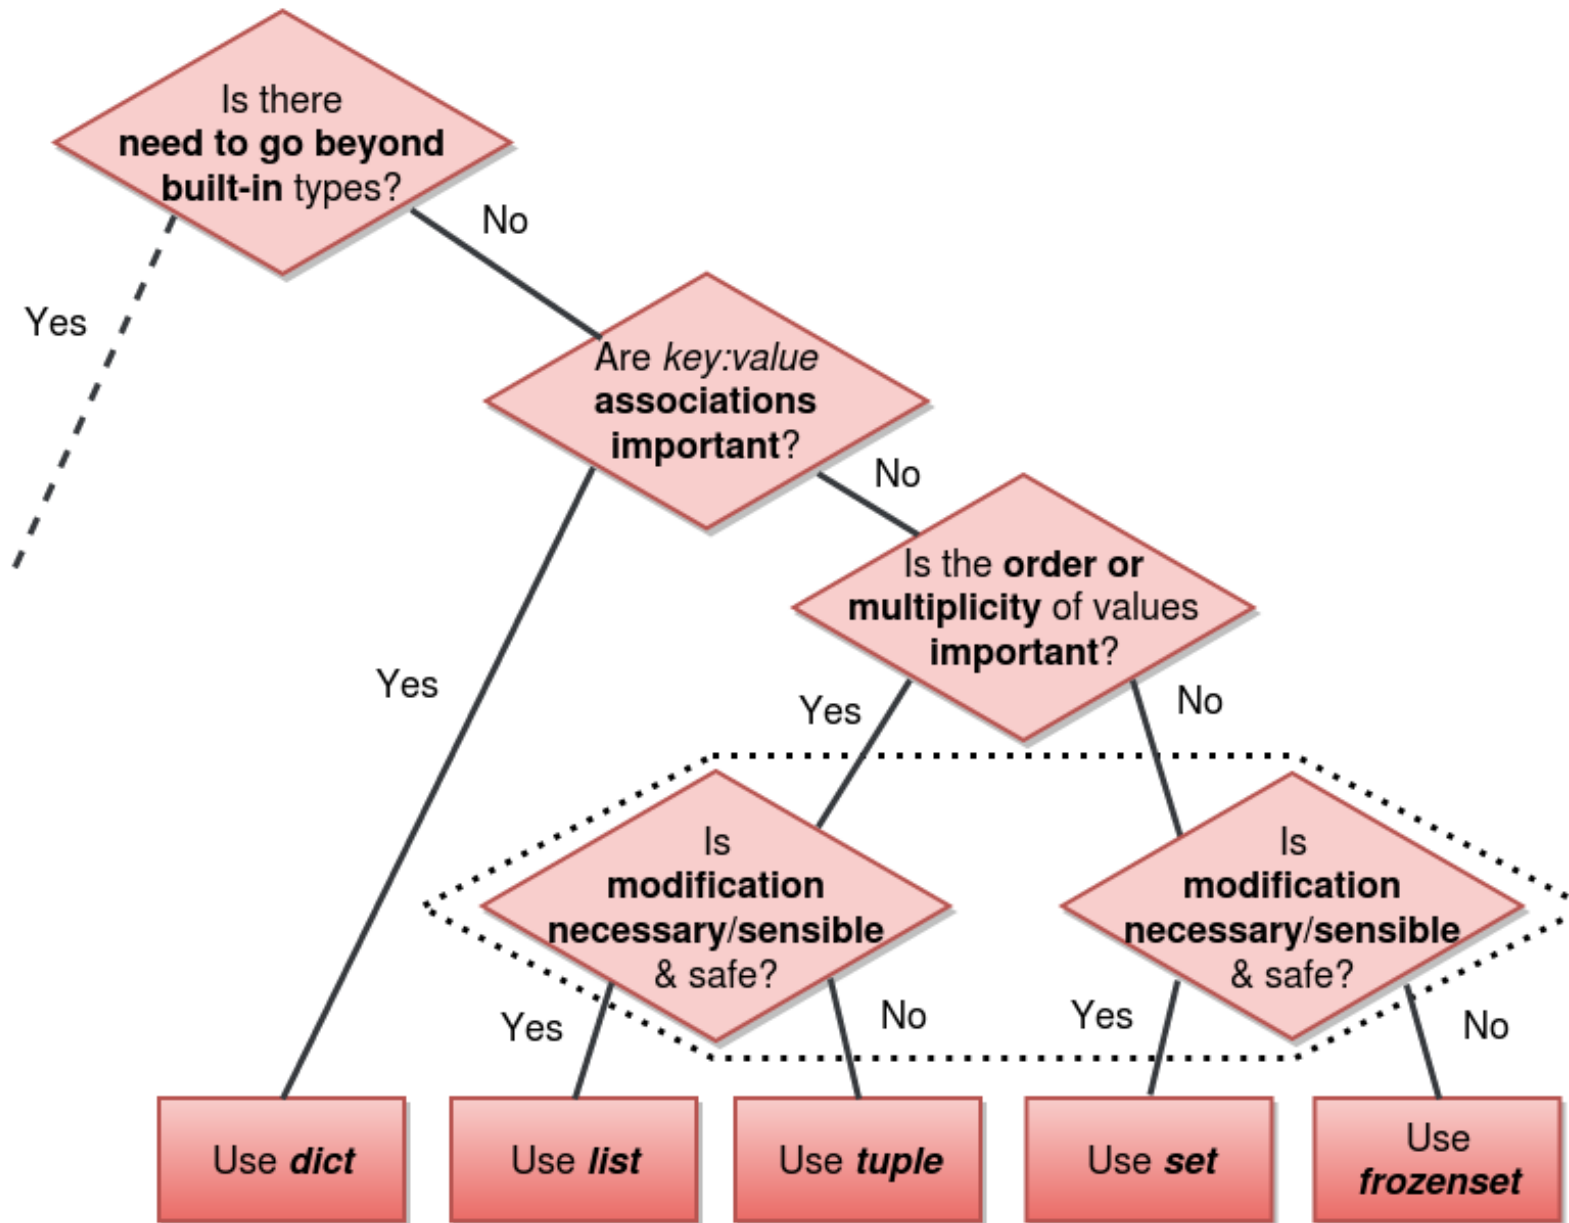 Is there
need to go beyond
built-in types?
No
Yes
Are key:value
associations
important?
No
Yes
Is the order or
multiplicity of values
important?
Yes
No
Is
modification
necessary/sensible
& safe?
Is
modification
necessary/sensible
& safe?
Yes
No
Yes
No
Use dict
Use list
Use tuple
Use set
Use
frozenset